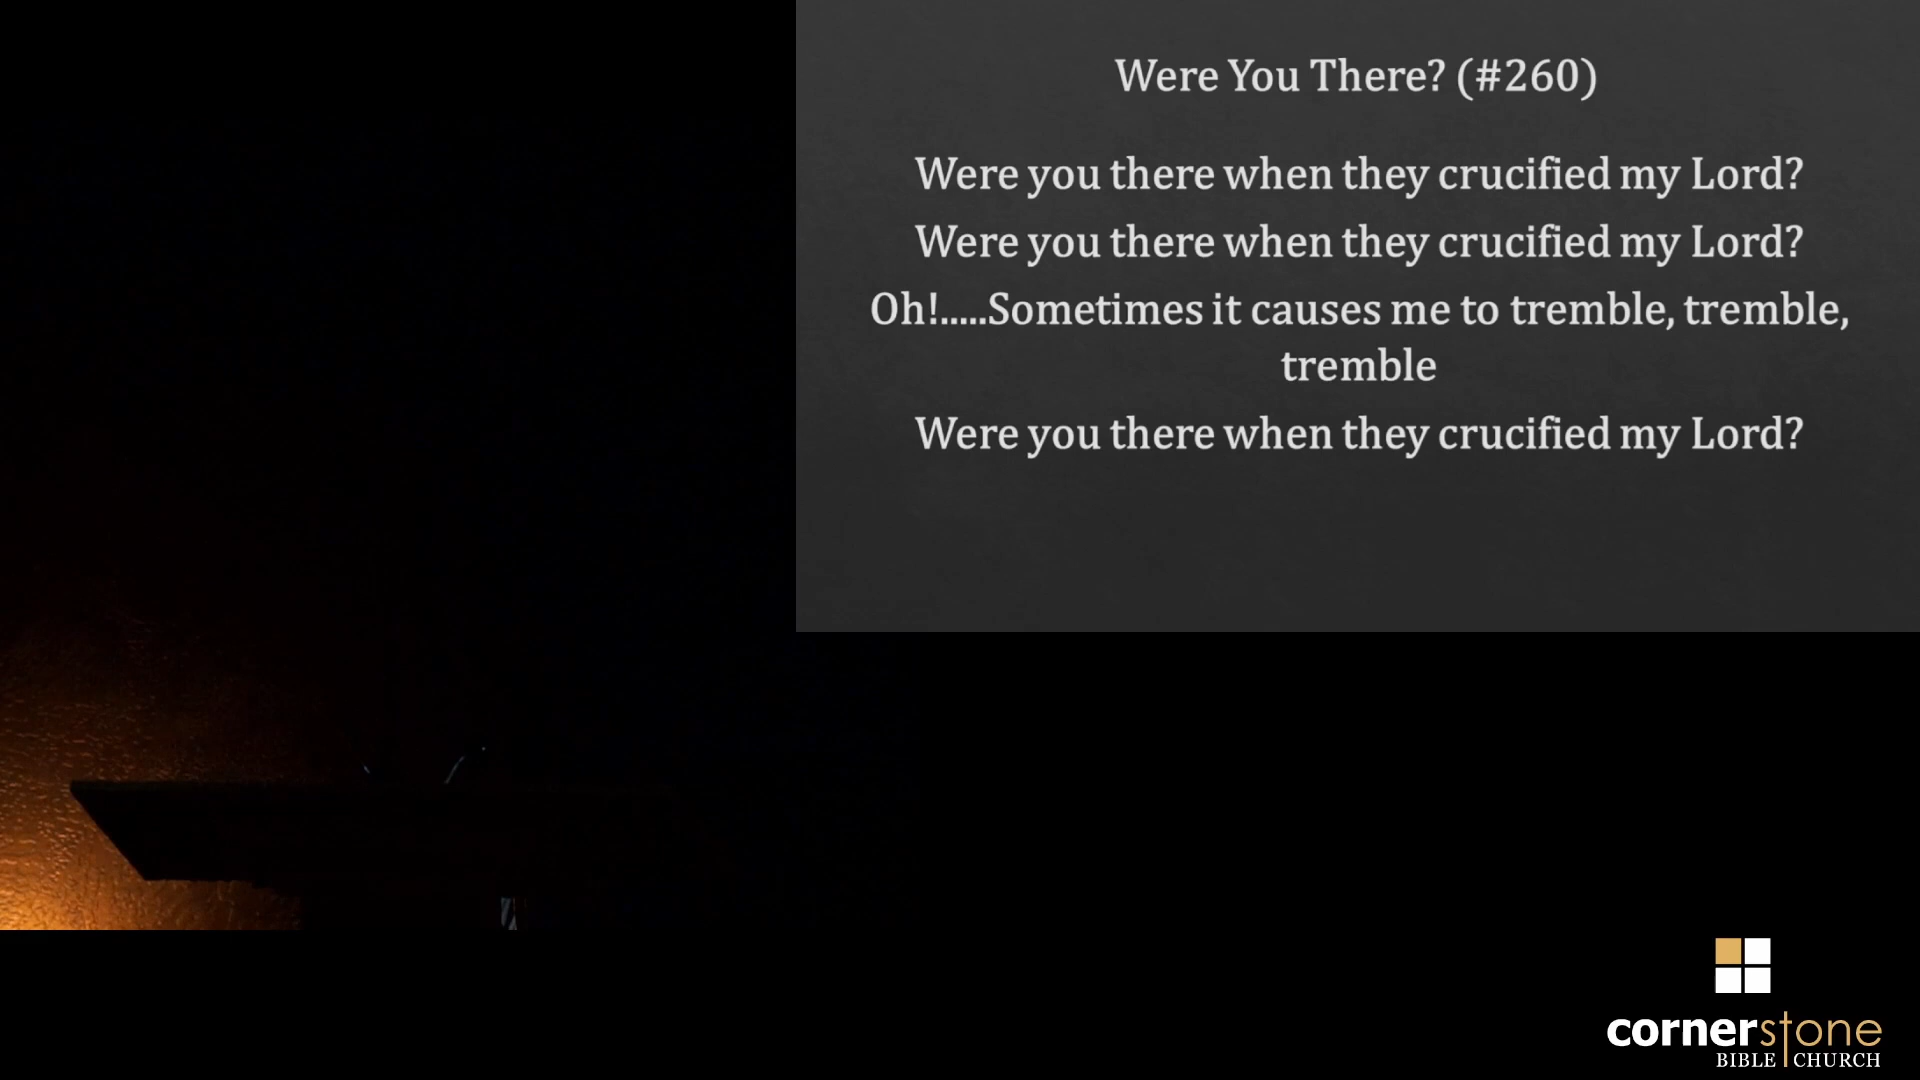 Were You There? (#260)
Were you there when they crucified my Lord?
Were you there when they crucified my Lord?
Oh!.....Sometimes it causes me to tremble, tremble,
tremble
Were you there when they crucified my Lord?
cornerstone
BIBLE CHURCH